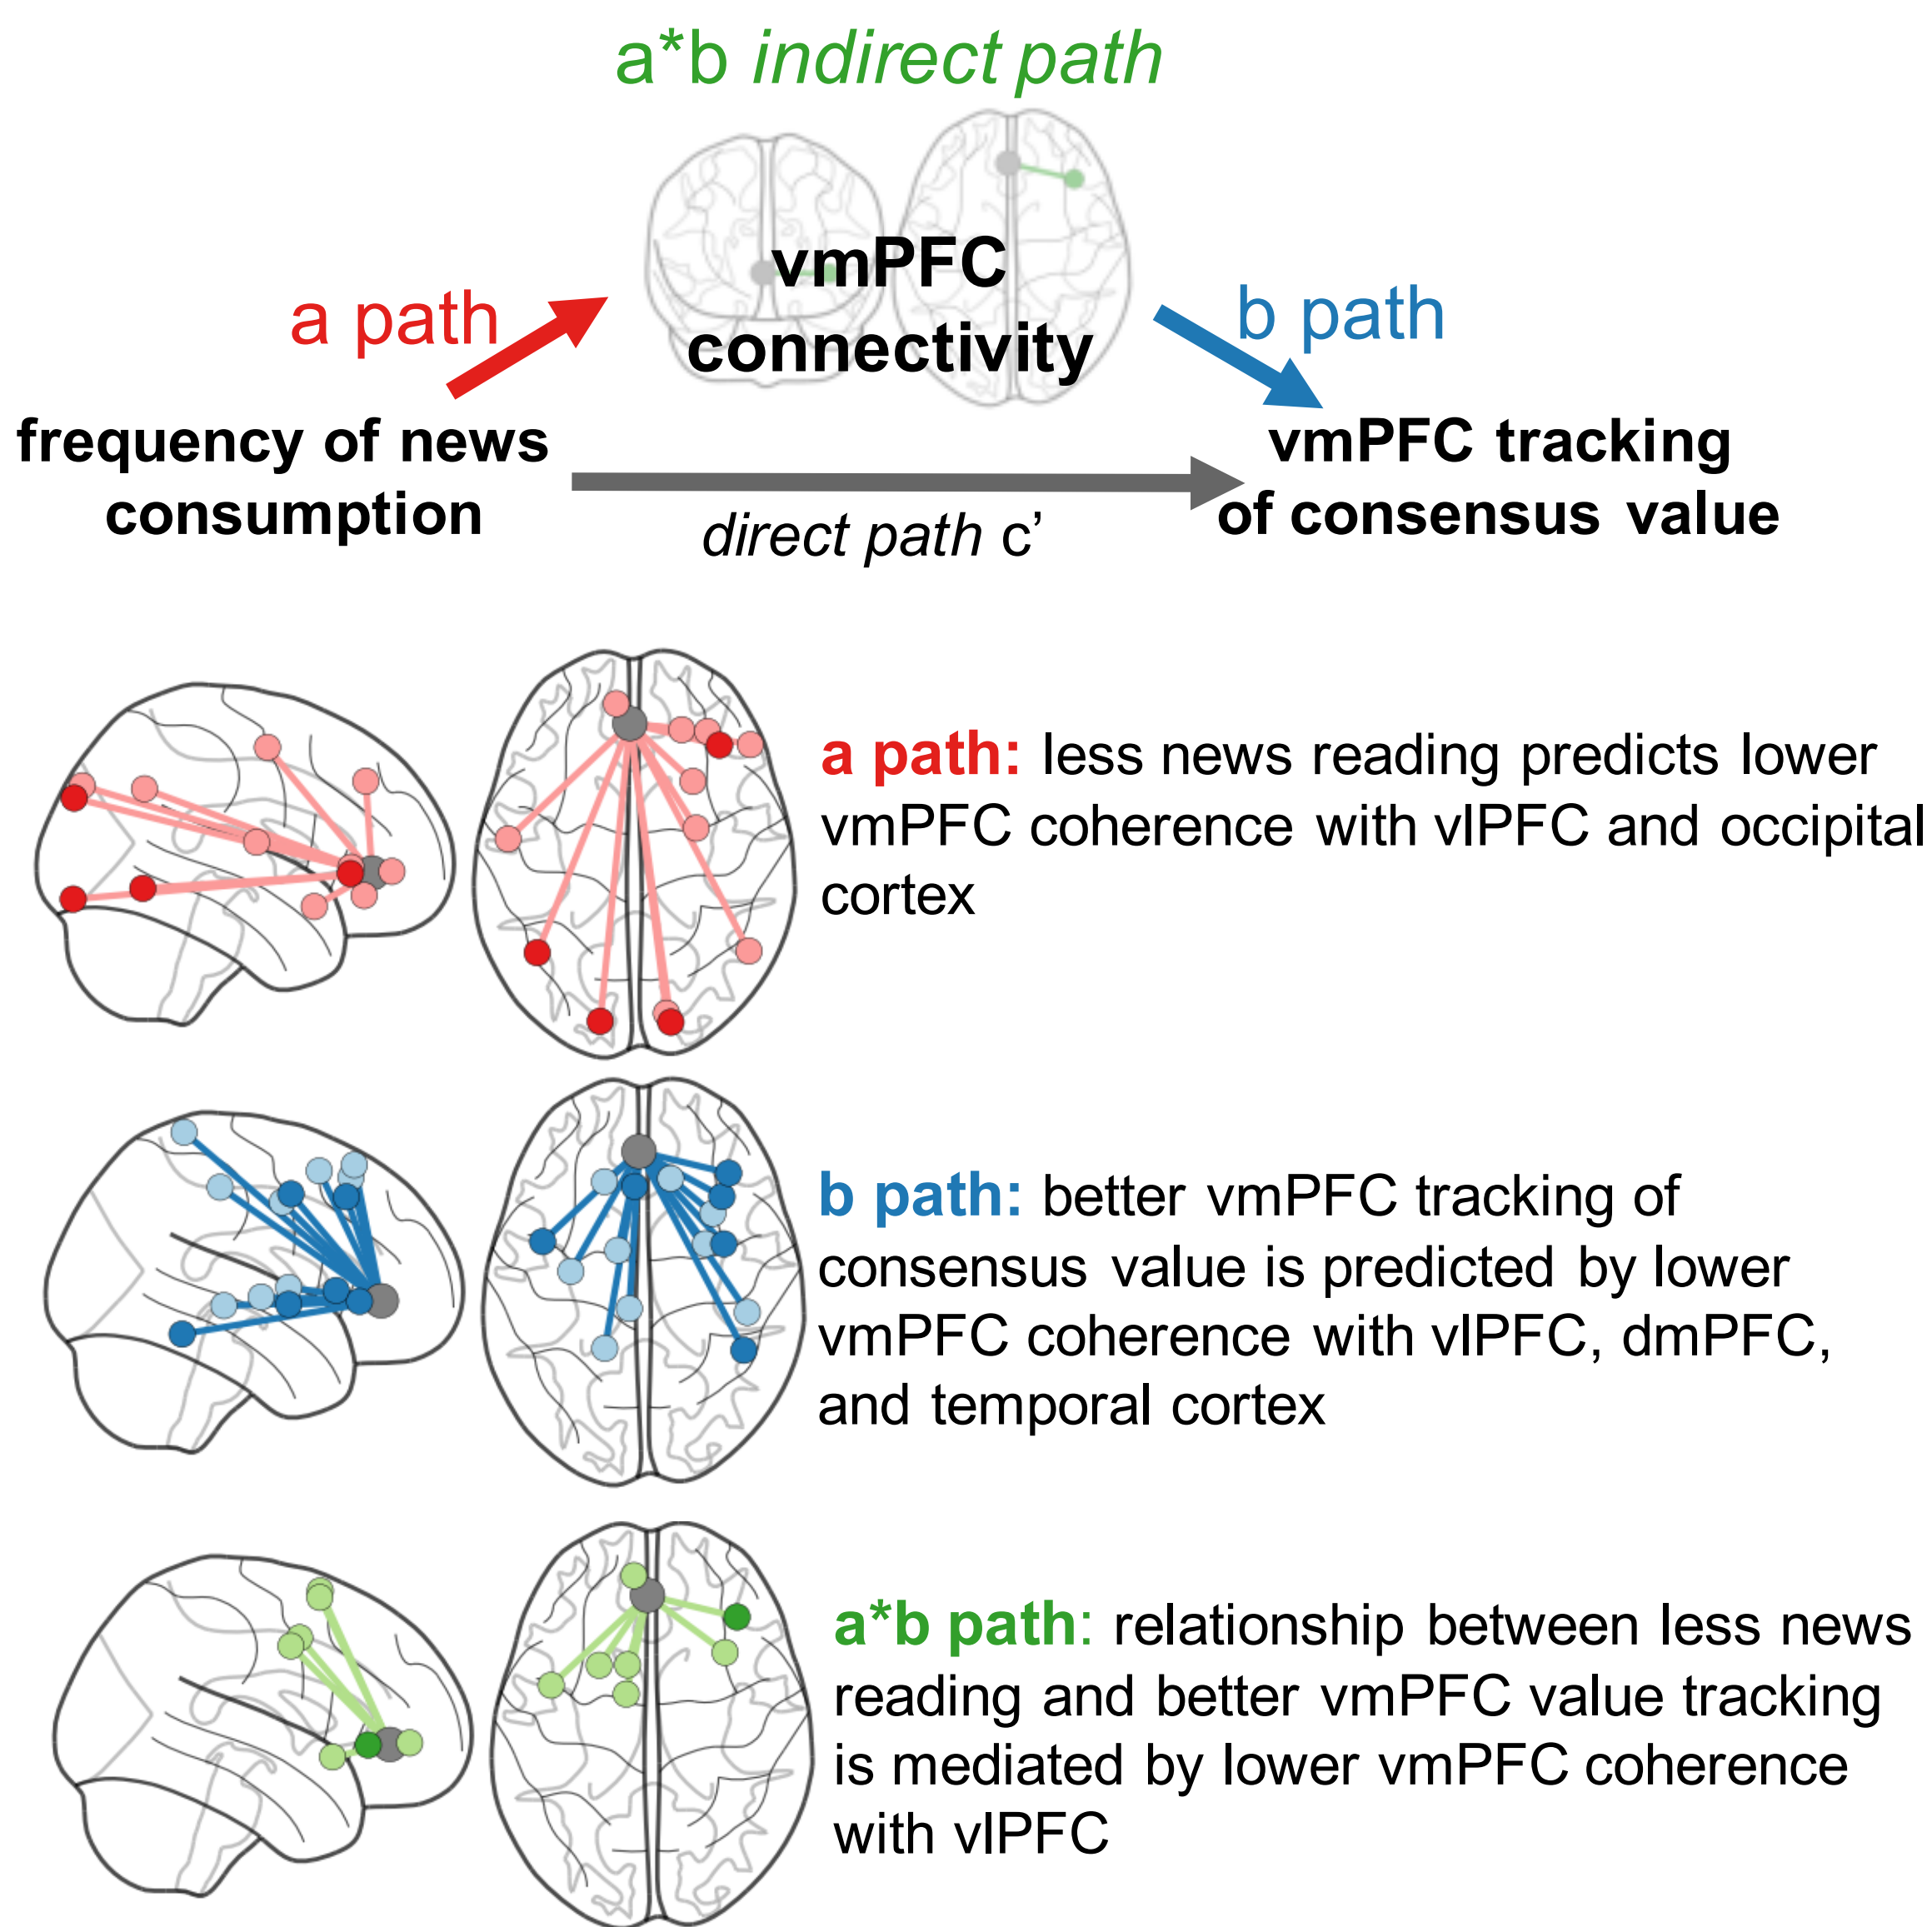 a*b indirect path
vmPFC
connectivity
a path
b path
frequency of news
consumption
vmPFC tracking
of consensus value
direct path c’
a path: less news reading predicts lower
vmPFC coherence with vlPFC and occipital
cortex
b path: better vmPFC tracking of
consensus value is predicted by lower
vmPFC coherence with vlPFC, dmPFC,
and temporal cortex
a*b path: relationship between less news
reading and better vmPFC value tracking
is mediated by lower vmPFC coherence
with vlPFC